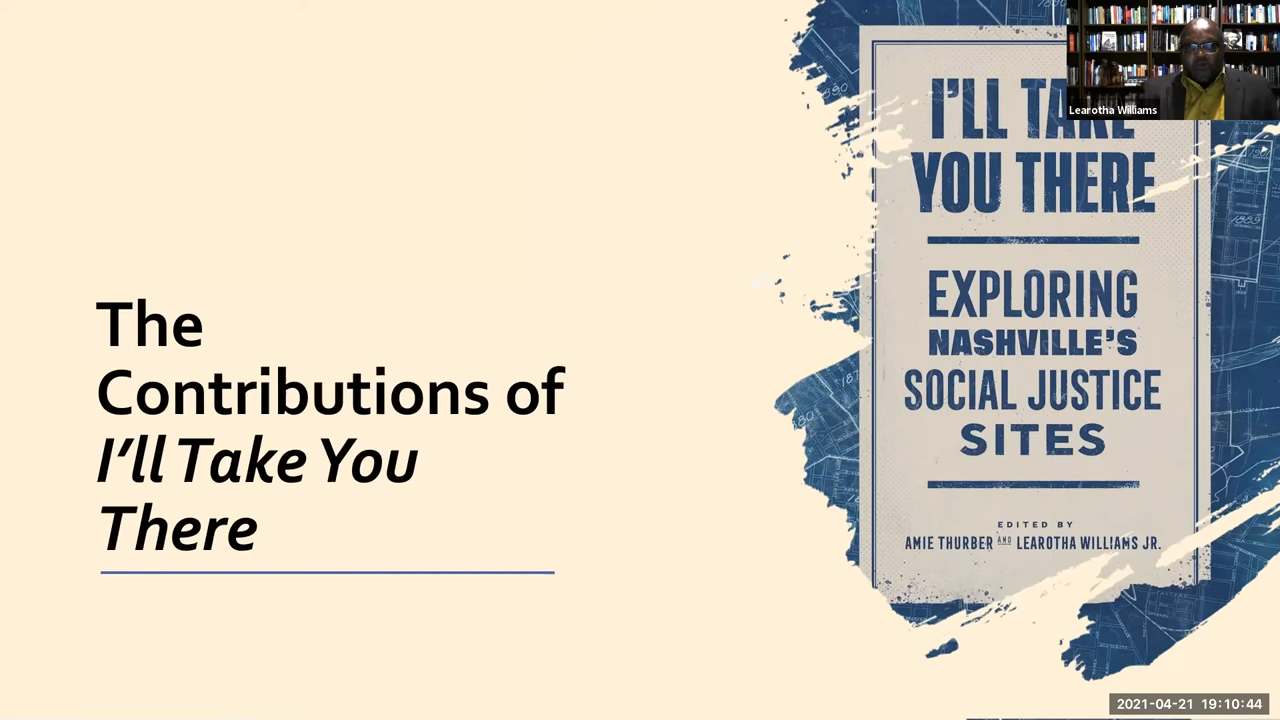 The
Contributions of
I'll Take You
There
I'LL TAKE
YOU THERE
EXPLORING
NASHVILLE'S
SOCIAL JUSTICE
SITES
EDITED BY
AMIE THURBER AND LEAROTHA WILLIAMS JR.
Learotha Williams
1889
2021-04-21 19:10:44